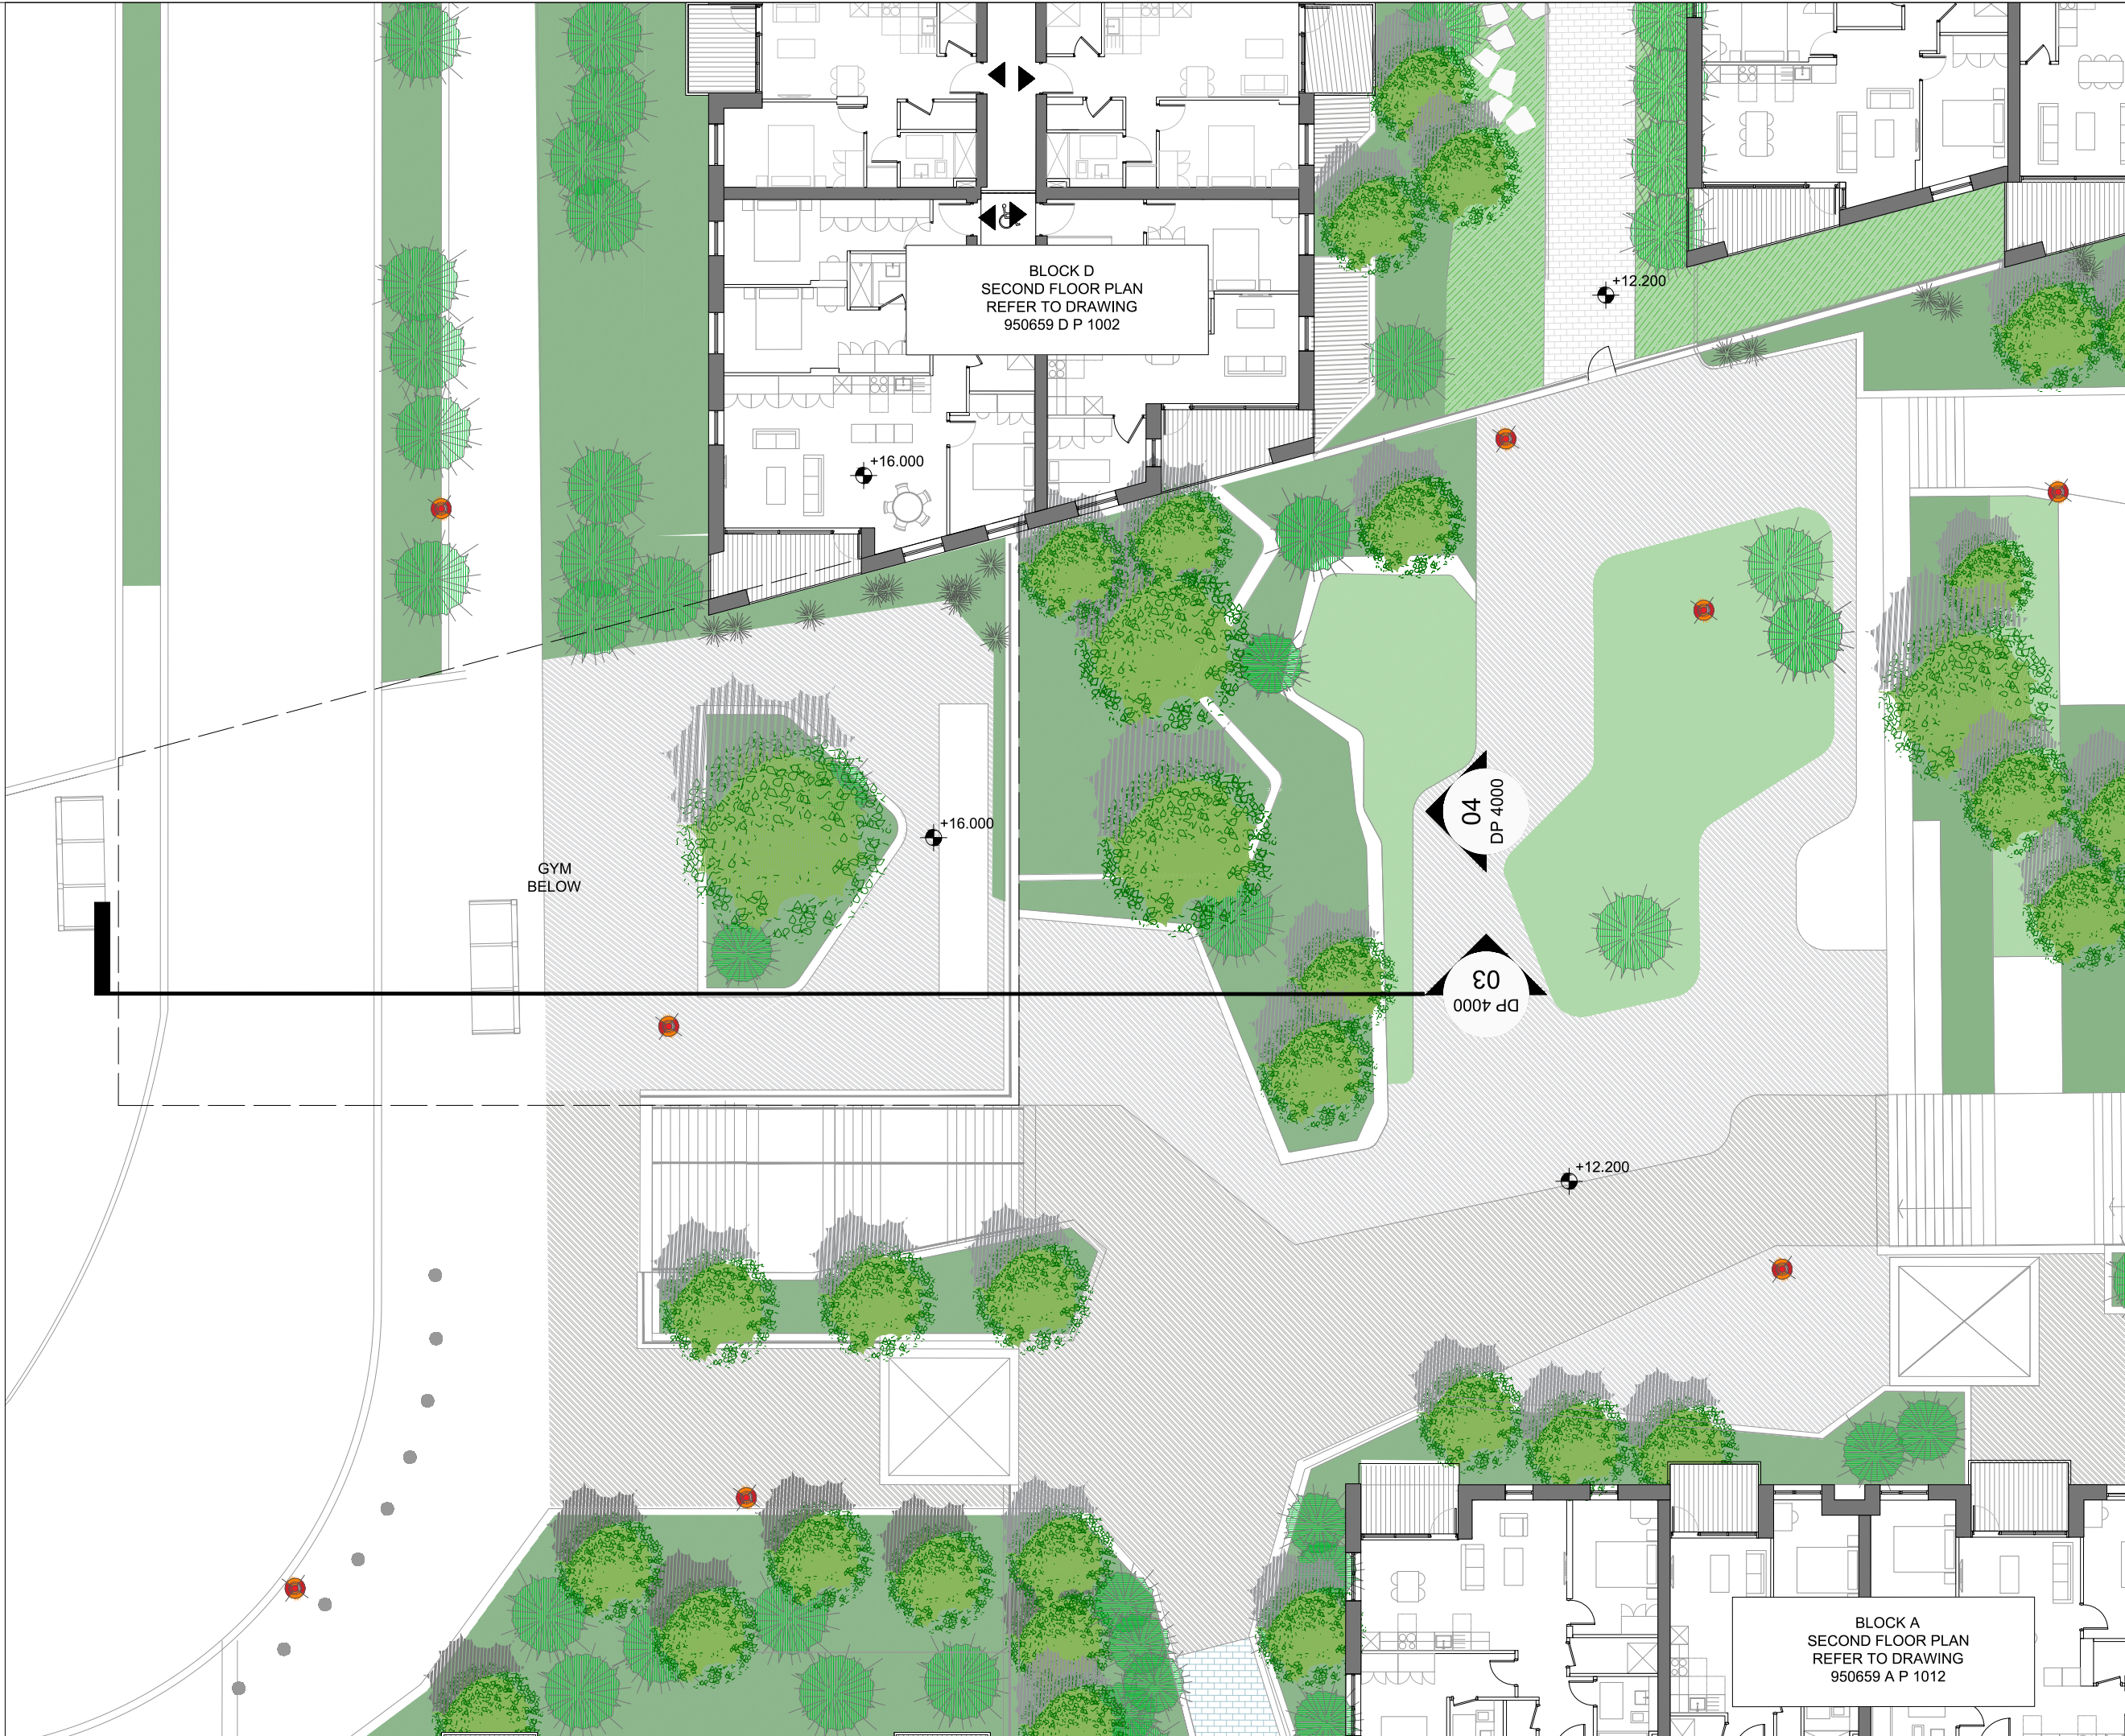 BLOCK D
SECOND FLOOR PLAN
REFER TO DRAWING
950659 D P 1002
+12.200
+16.000
+16.000
GYM
BELOW
04
DP 4000
03
DP 4000
+12.200
BLOCK A
SECOND FLOOR PLAN
REFER TO DRAWING
950659 A P 1012